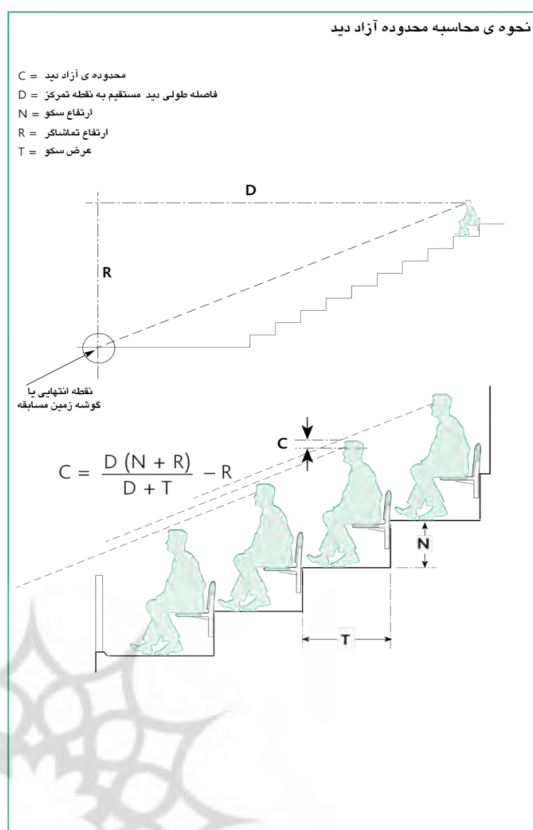 نحوه ی محاسبه محدوده آزاد دید
C = محدوده ی آزاد دید
D = فاصله طولی دید مستقیم به نقطه تمرکز
N = ارتفاع سکو
R = ارتفاع تماشاگر
T = عرض سکو
D
R
نقطه انتهایی یا
گوشه زمین مسابقه
C
C = D (N + R) / D + T − R
N
T